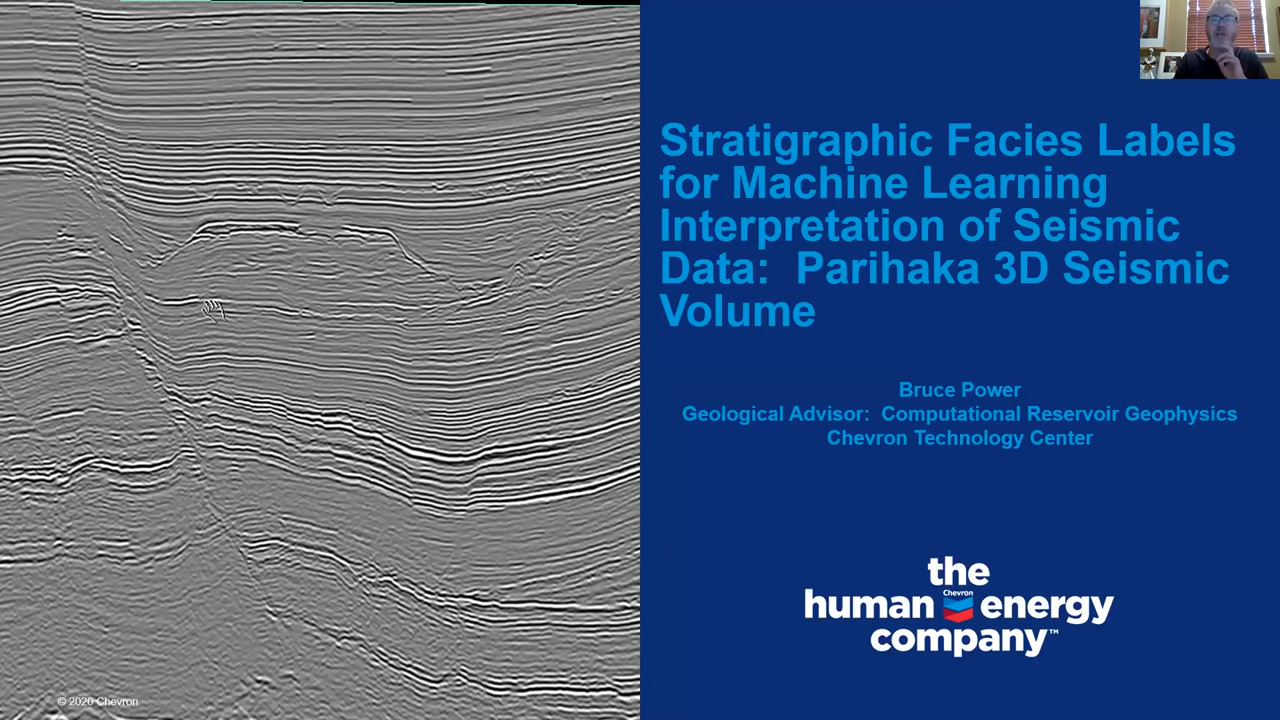 Stratigraphic Facies Labels
for Machine Learning
Interpretation of Seismic
Data:  Parihaka 3D Seismic
Volume
Bruce Power
Geological Advisor:  Computational Reservoir Geophysics
Chevron Technology Center
the
human Chevron energy
company™
© 2020 Chevron